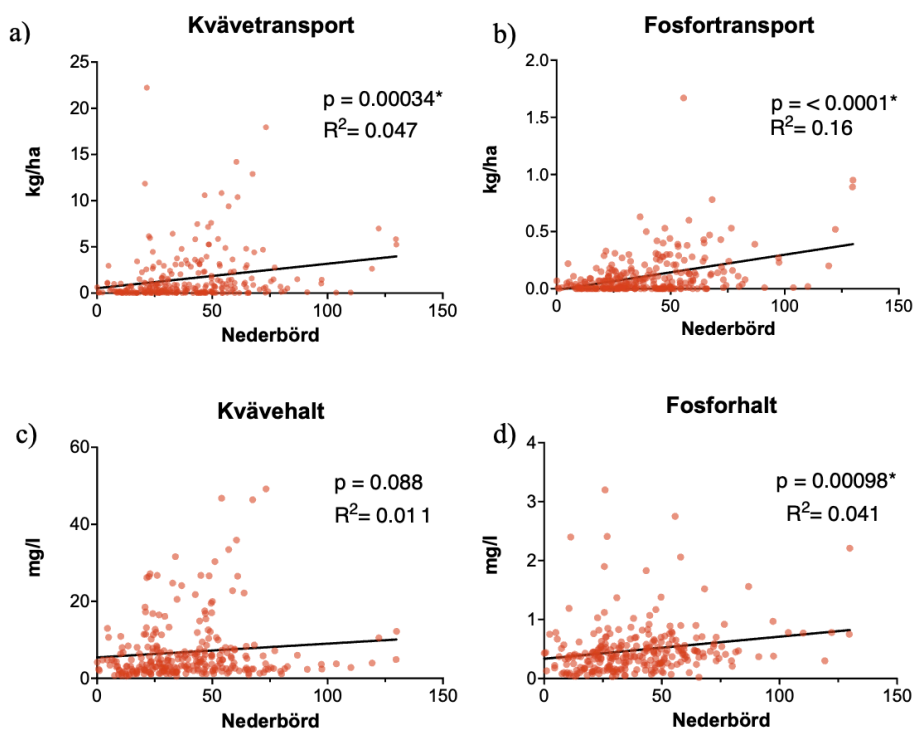 a)
Kvävetransport
25
20
15
10
5
0
kg/ha
p = 0.00034*
R²= 0.047
0 50 100 150
Nederbörd
b)
Fosfortransport
2.0
1.5
1.0
0.5
0.0
kg/ha
p = < 0.0001*
R²= 0.16
0 50 100 150
Nederbörd
c)
Kvävehalt
60
40
20
0
mg/l
p = 0.088
R²= 0.011
0 50 100 150
Nederbörd
d)
Fosforhalt
4
3
2
1
0
mg/l
p = 0.00098*
R²= 0.041
0 50 100 150
Nederbörd